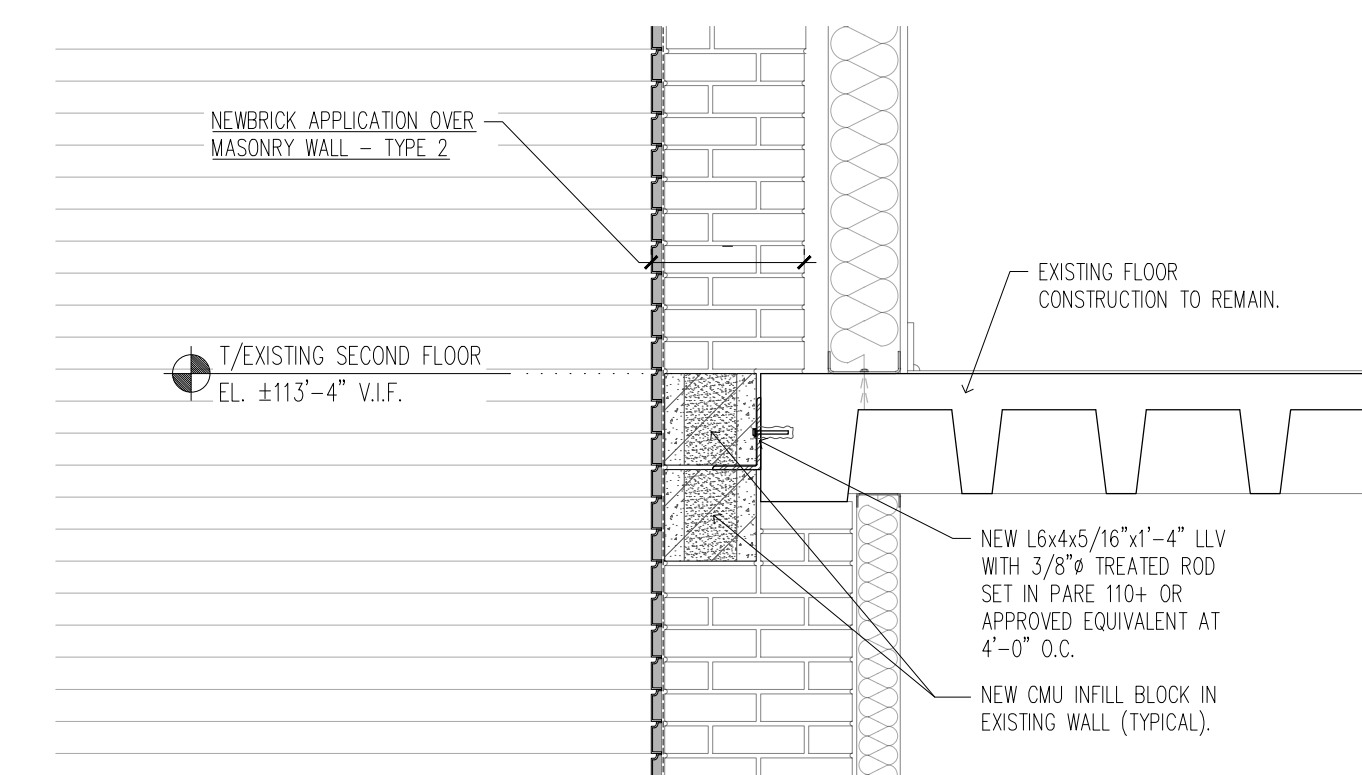 NEWBRICK APPLICATION OVER
MASONRY WALL – TYPE 2
EXISTING FLOOR
CONSTRUCTION TO REMAIN.
T/EXISTING SECOND FLOOR
EL. ±113'-4" V.I.F.
NEW L6x4x5/16"x1'-4" LLV
WITH 3/8"ø TREATED ROD
SET IN PARE 110+ OR
APPROVED EQUIVALENT AT
4'-0" O.C.
NEW CMU INFILL BLOCK IN
EXISTING WALL (TYPICAL).